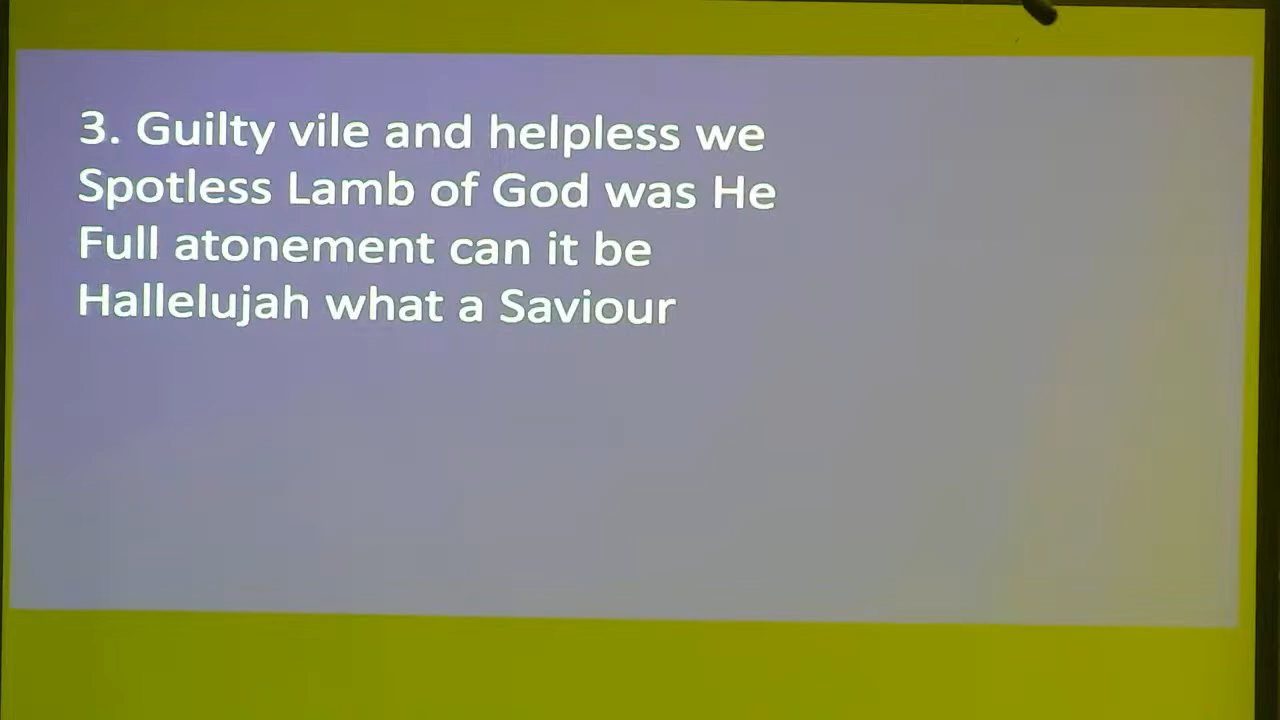 3. Guilty vile and helpless we
Spotless Lamb of God was He
Full atonement can it be
Hallelujah what a Saviour